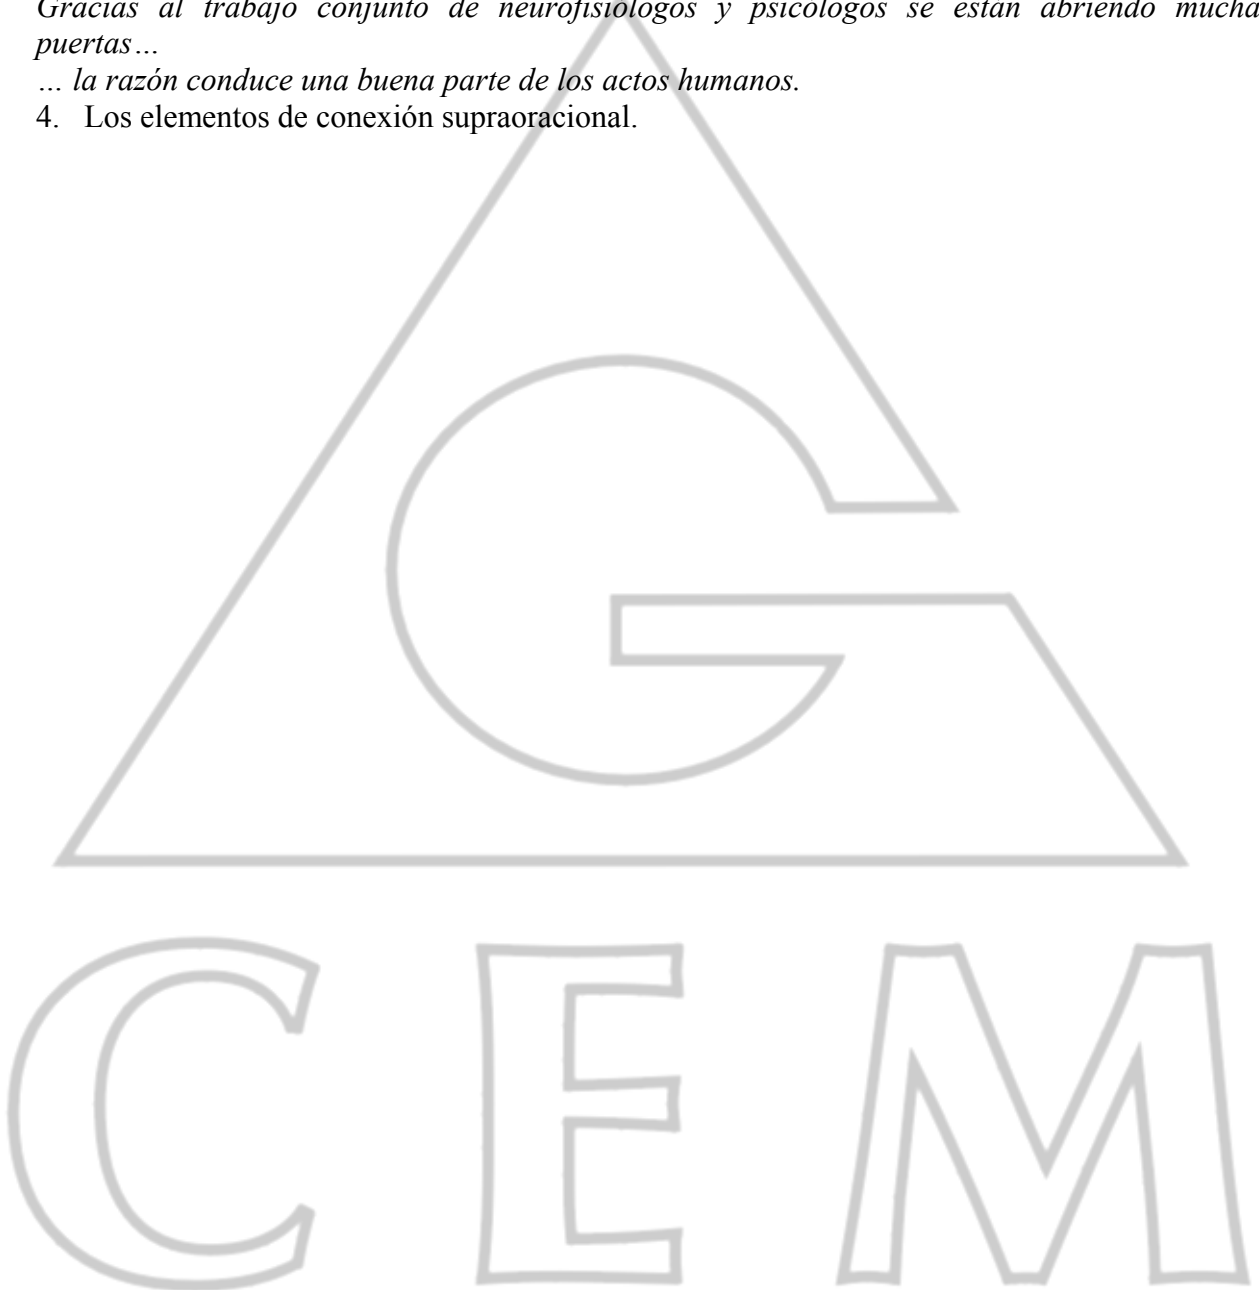 Gracias al trabajo conjunto de neurofisiólogos y psicólogos se están abriendo mucha
puertas…
… la razón conduce una buena parte de los actos humanos.
4. Los elementos de conexión supraoracional.
G
CEM